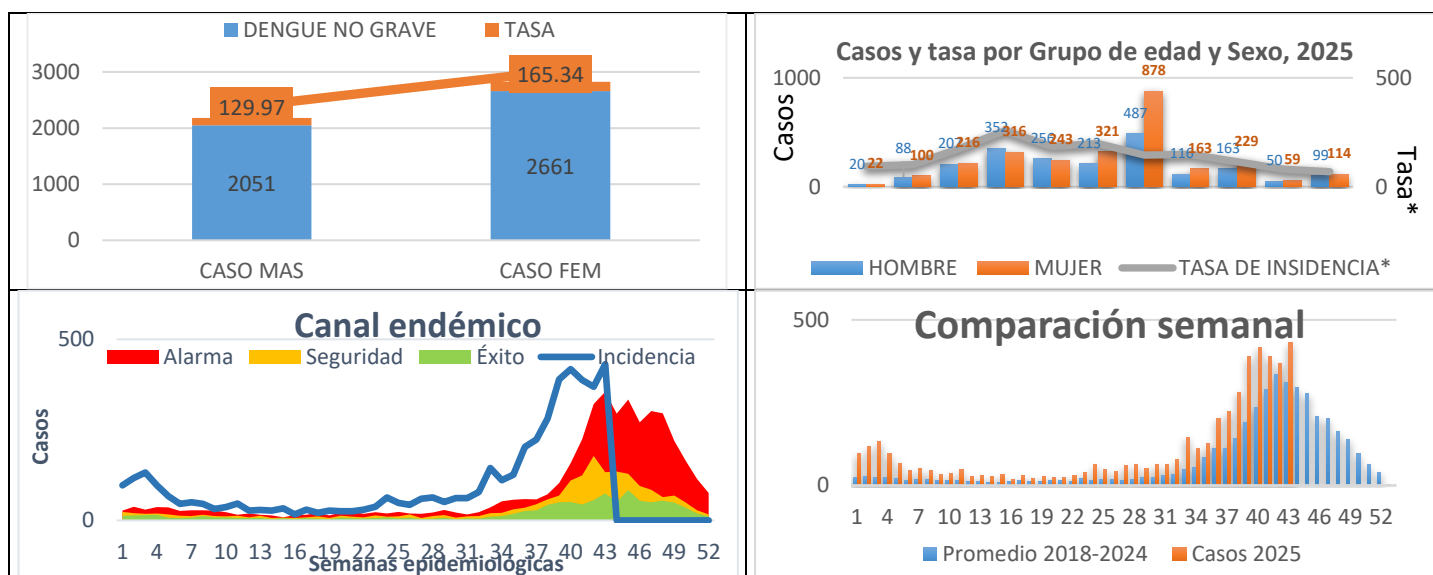 DENGUE NO GRAVE TASA
3000
2000
1000
0
129.97
165.34
2051
2661
CASO MAS CASO FEM
Casos y tasa por Grupo de edad y Sexo, 2025
1000
0
Casos
500
0
Tasa*
20 22 88 100 207 216 352 316 256 243 213 321 487 878 116 163 163 229 50 59 99 114
HOMBRE MUJER TASA DE INSIDENCIA*
Canal endémico
Alarma Seguridad Éxito Incidencia
500
0
Casos
1 4 7 10 13 16 19 22 25 28 31 34 37 40 43 46 49 52
Semanas epidemiológicas
Comparación semanal
500
0
1 4 7 10 13 16 19 22 25 28 31 34 37 40 43 46 49 52
Promedio 2018-2024 Casos 2025